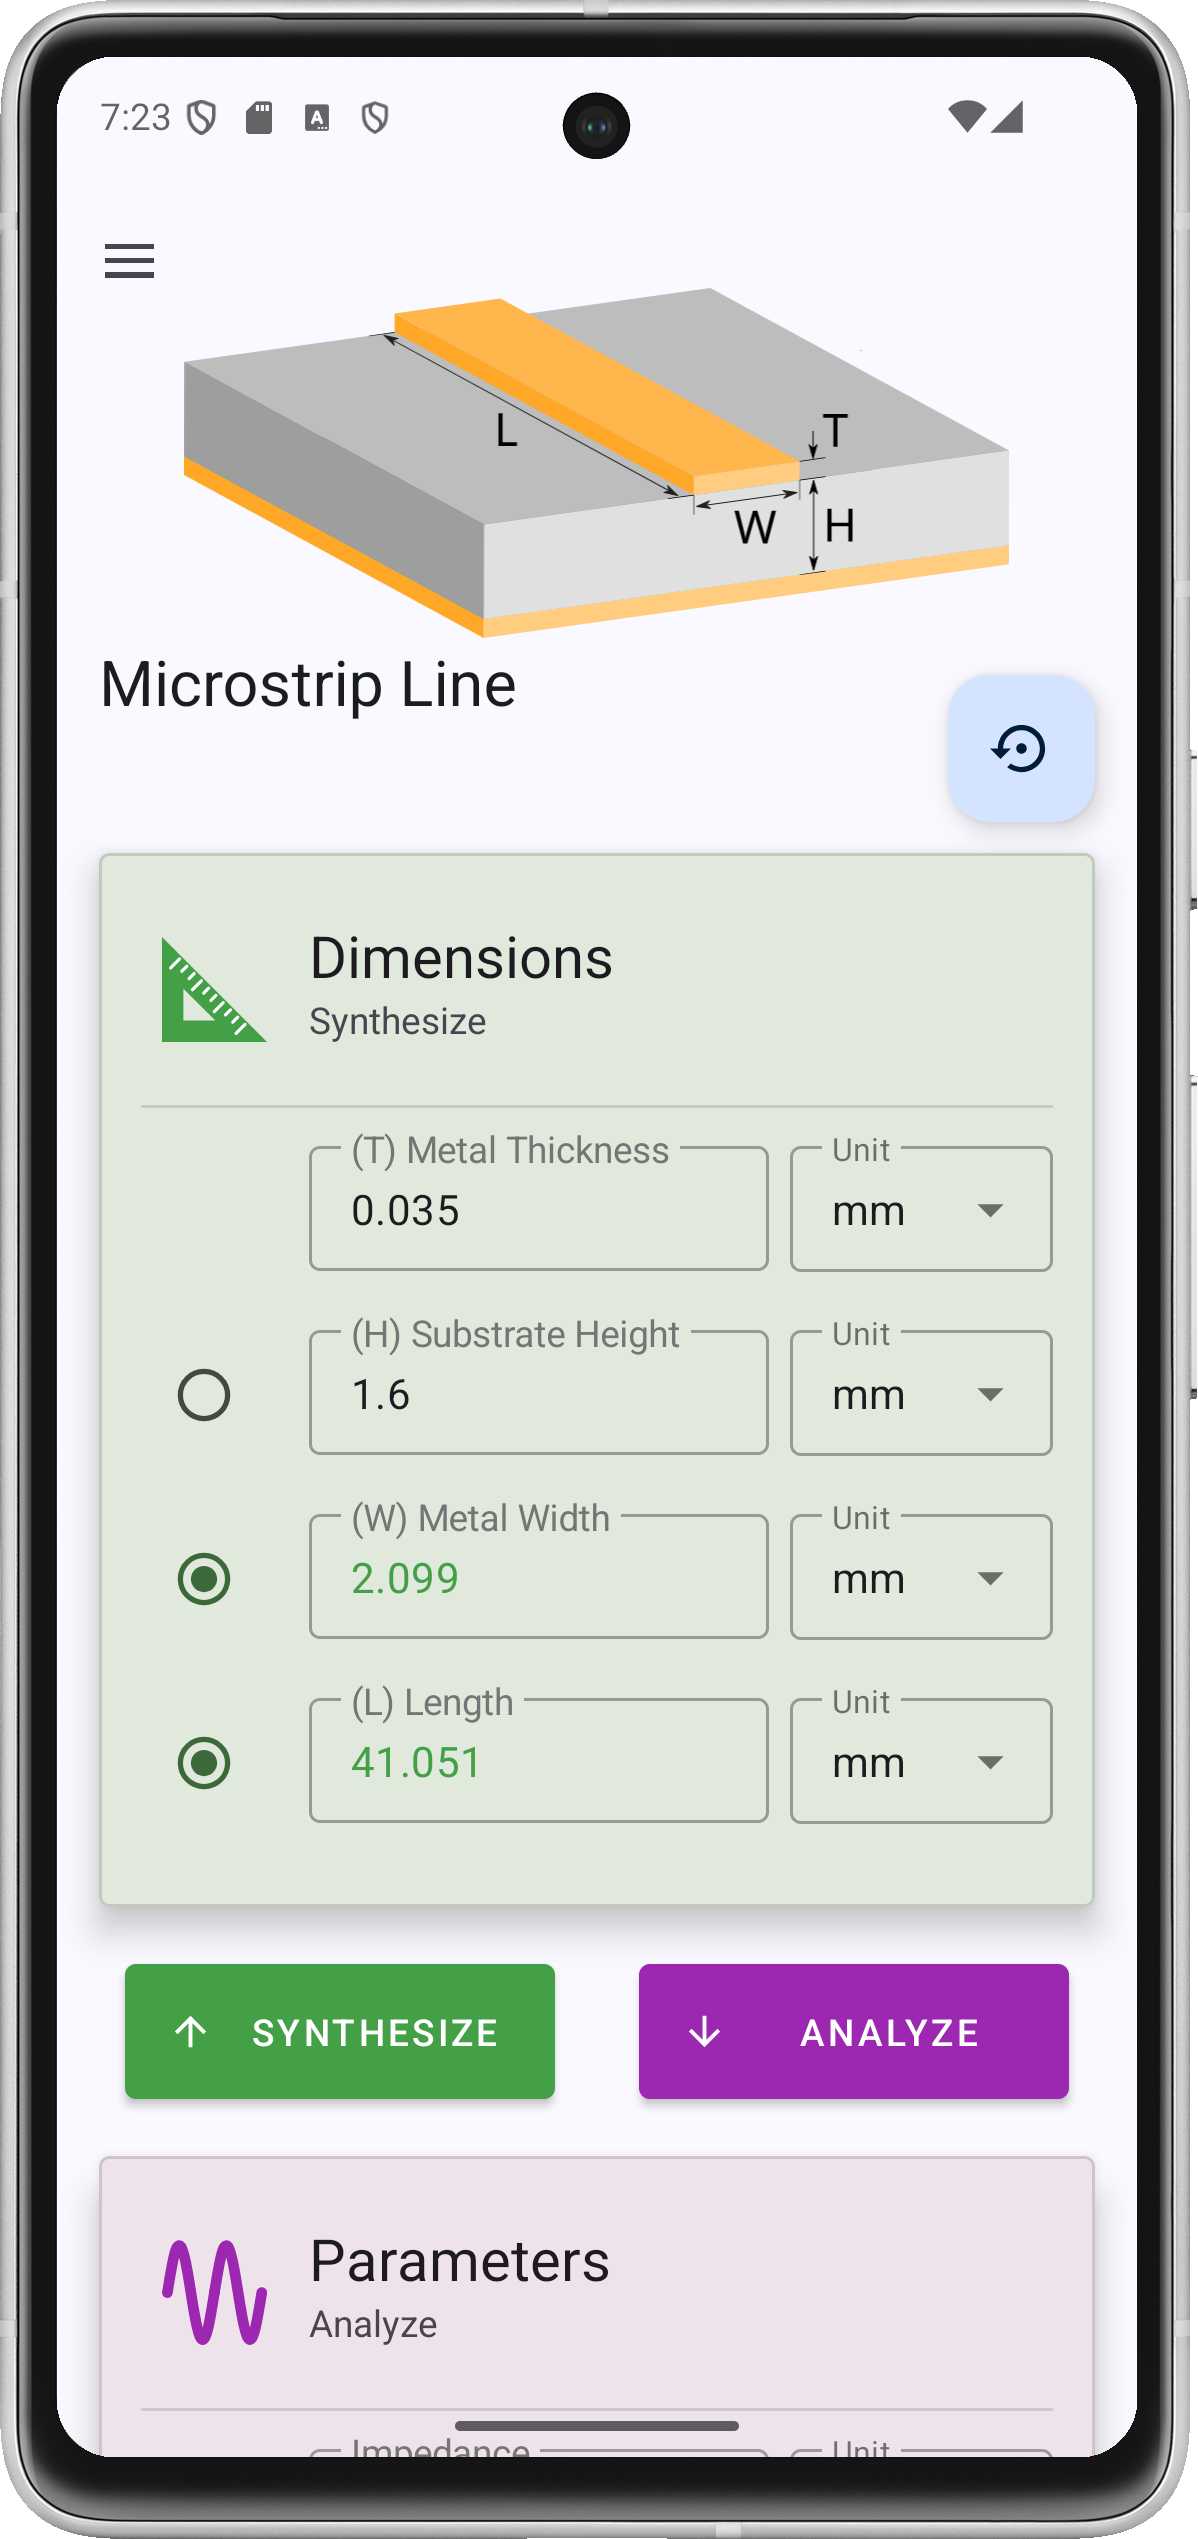 7:23
L
T
W
H
Microstrip Line
Dimensions
Synthesize
(T) Metal Thickness
Unit
0.035
mm
(H) Substrate Height
Unit
1.6
mm
(W) Metal Width
Unit
2.099
mm
(L) Length
Unit
41.051
mm
SYNTHESIZE
ANALYZE
Parameters
Analyze
Impedance
Unit